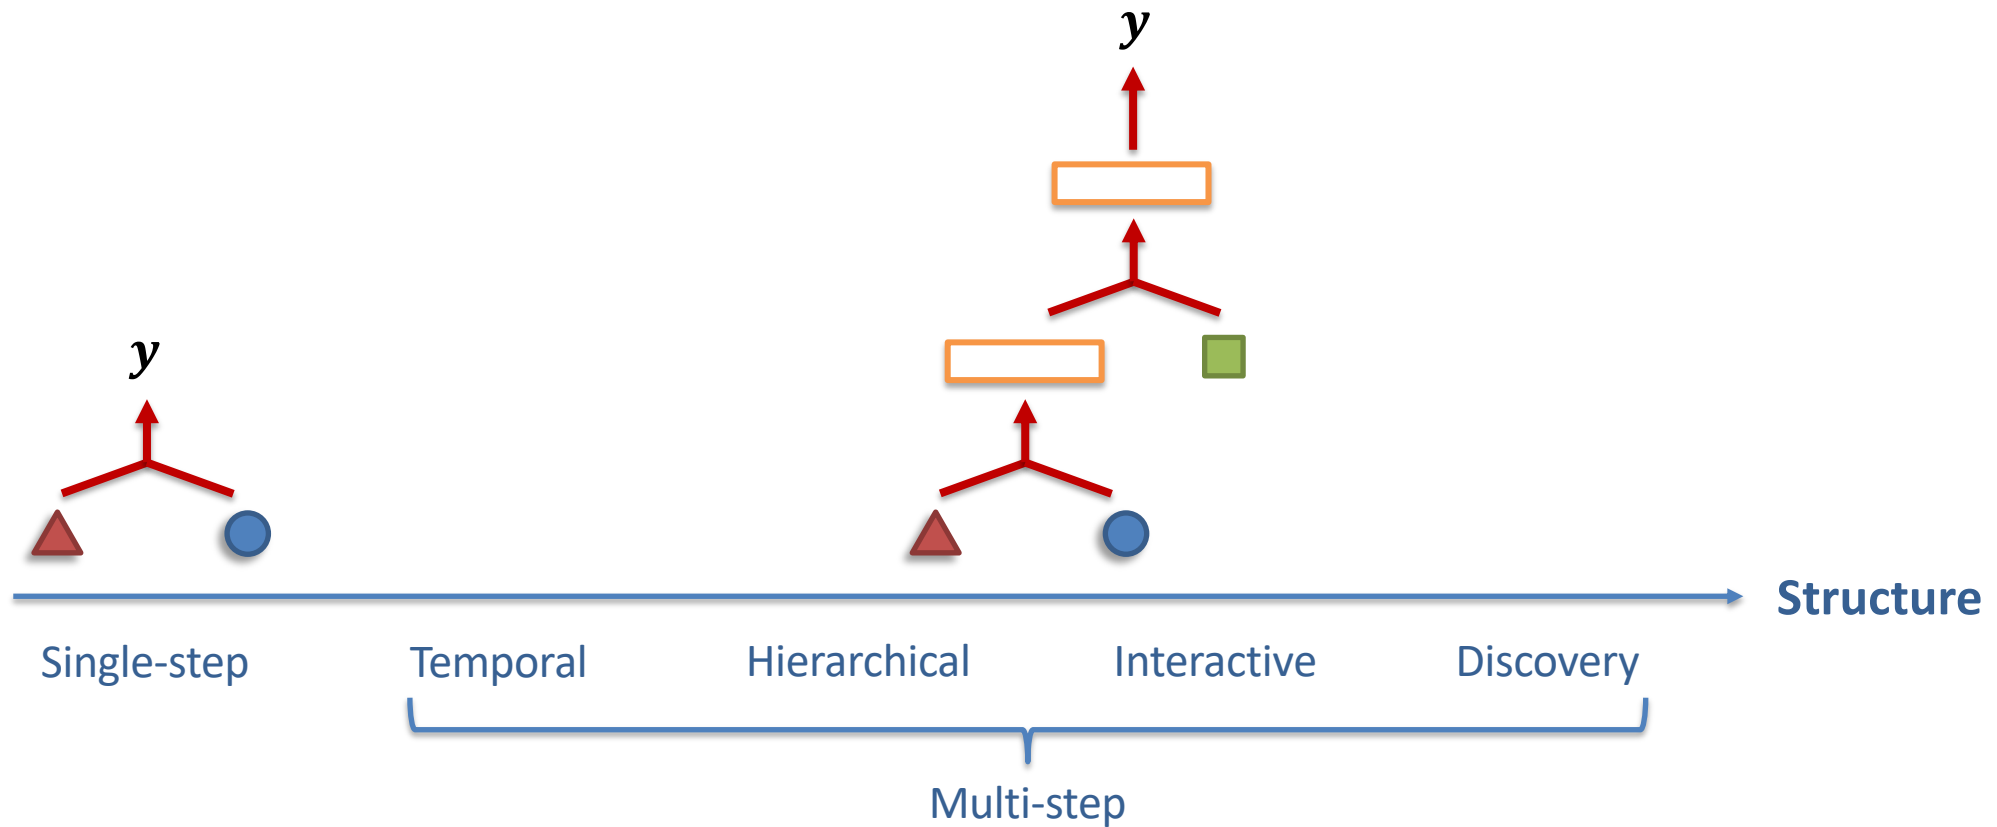 y
y
Structure
Single-step Temporal Hierarchical Interactive Discovery
Multi-step